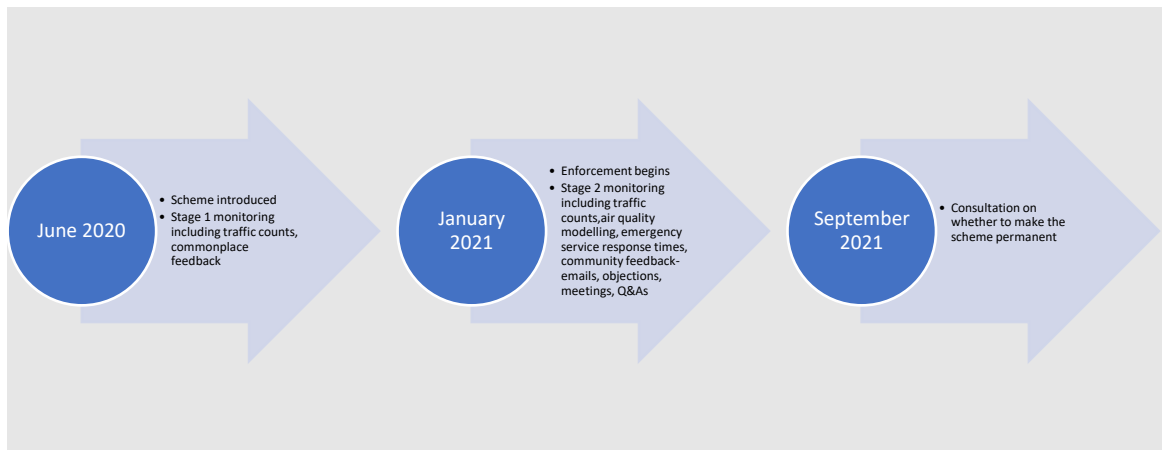 June 2020
• Scheme introduced
• Stage 1 monitoring
including traffic counts,
commonplace
feedback
January
2021
• Enforcement begins
• Stage 2 monitoring
including traffic
counts,air quality
modelling, emergency
service response times,
community feedback-
emails, objections,
meetings, Q&As
September
2021
• Consultation on
whether to make the
scheme permanent